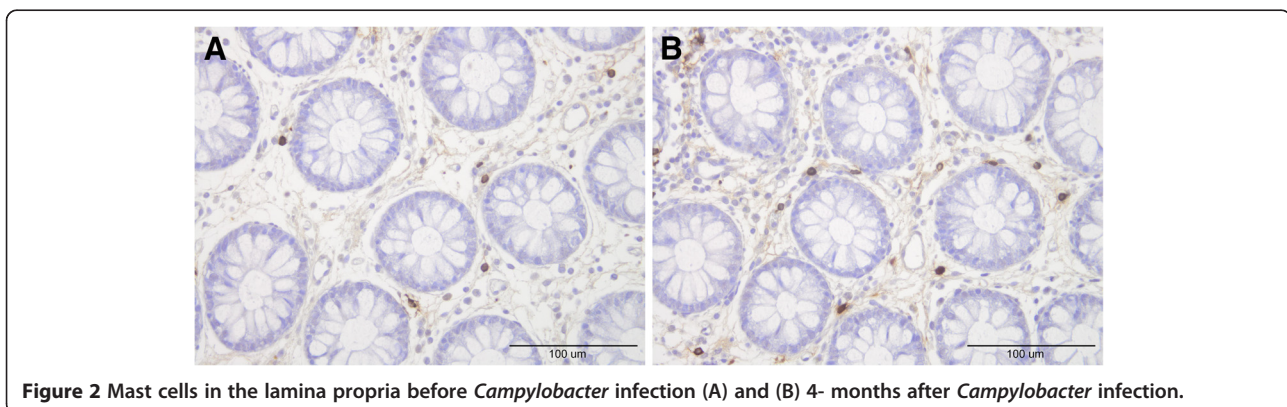 A
B
100 um
100 um
Figure 2 Mast cells in the lamina propria before Campylobacter infection (A) and (B) 4- months after Campylobacter infection.